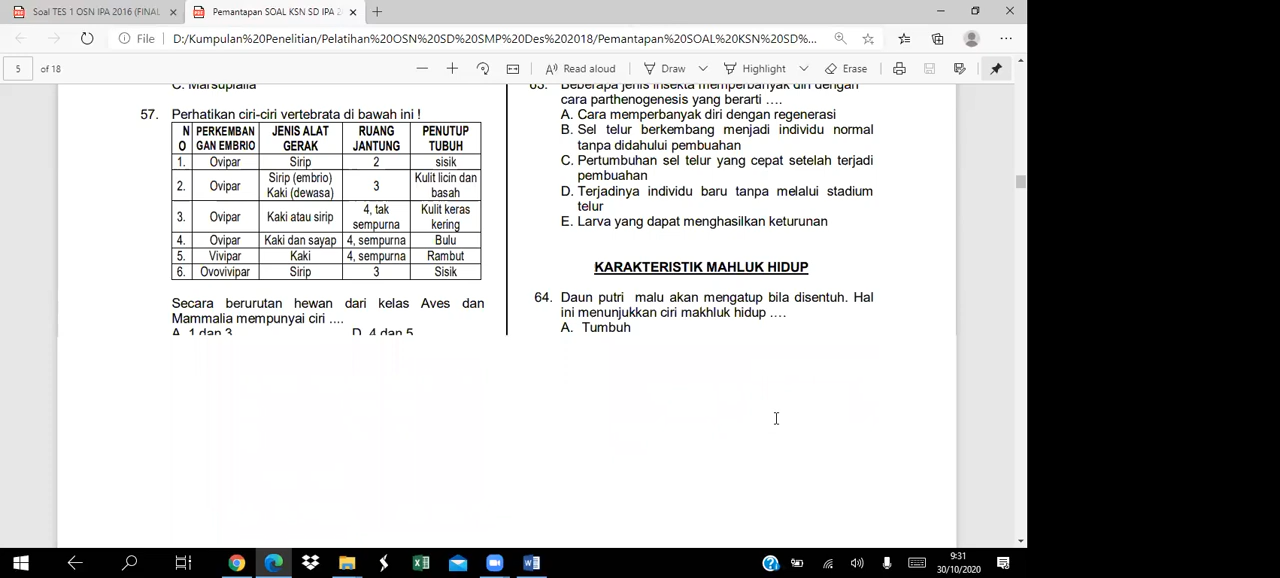 Soal TES 1 OSN IPA 2016 (FINAL
Pemantapan SOAL KSN SD IPA 2
File
D:/Kumpulan%20Penelitian/Pelatihan%20OSN%20SD%20SMP%20Des%202018/Pemantapan%20SOAL%20KSN%20SD%...
5 of 18
Read aloud
Draw
Highlight
Erase
C. Marsupialia
57. Perhatikan ciri-ciri vertebrata di bawah ini !
NO PERKEMBANGAN EMBRIO JENIS ALAT GERAK RUANG JANTUNG PENUTUP TUBUH
1. Ovipar Sirip 2 sisik
2. Ovipar Sirip (embrio) Kaki (dewasa) 3 Kulit licin dan basah
3. Ovipar Kaki atau sirip 4, tak sempurna Kulit keras kering
4. Ovipar Kaki dan sayap 4, sempurna Bulu
5. Vivipar Kaki 4, sempurna Rambut
6. Ovovivipar Sirip 3 Sisik
Secara berurutan hewan dari kelas Aves dan
Mammalia mempunyai ciri ....
A. 1 dan 3 D. 4 dan 5
63. Beberapa jenis insekta memperbanyak diri dengan
cara parthenogenesis yang berarti ....
A. Cara memperbanyak diri dengan regenerasi
B. Sel telur berkembang menjadi individu normal
tanpa didahului pembuahan
C. Pertumbuhan sel telur yang cepat setelah terjadi
pembuahan
D. Terjadinya individu baru tanpa melalui stadium
telur
E. Larva yang dapat menghasilkan keturunan
KARAKTERISTIK MAHLUK HIDUP
64. Daun putri malu akan mengatup bila disentuh. Hal
ini menunjukkan ciri makhluk hidup ....
A. Tumbuh
9:31
30/10/2020